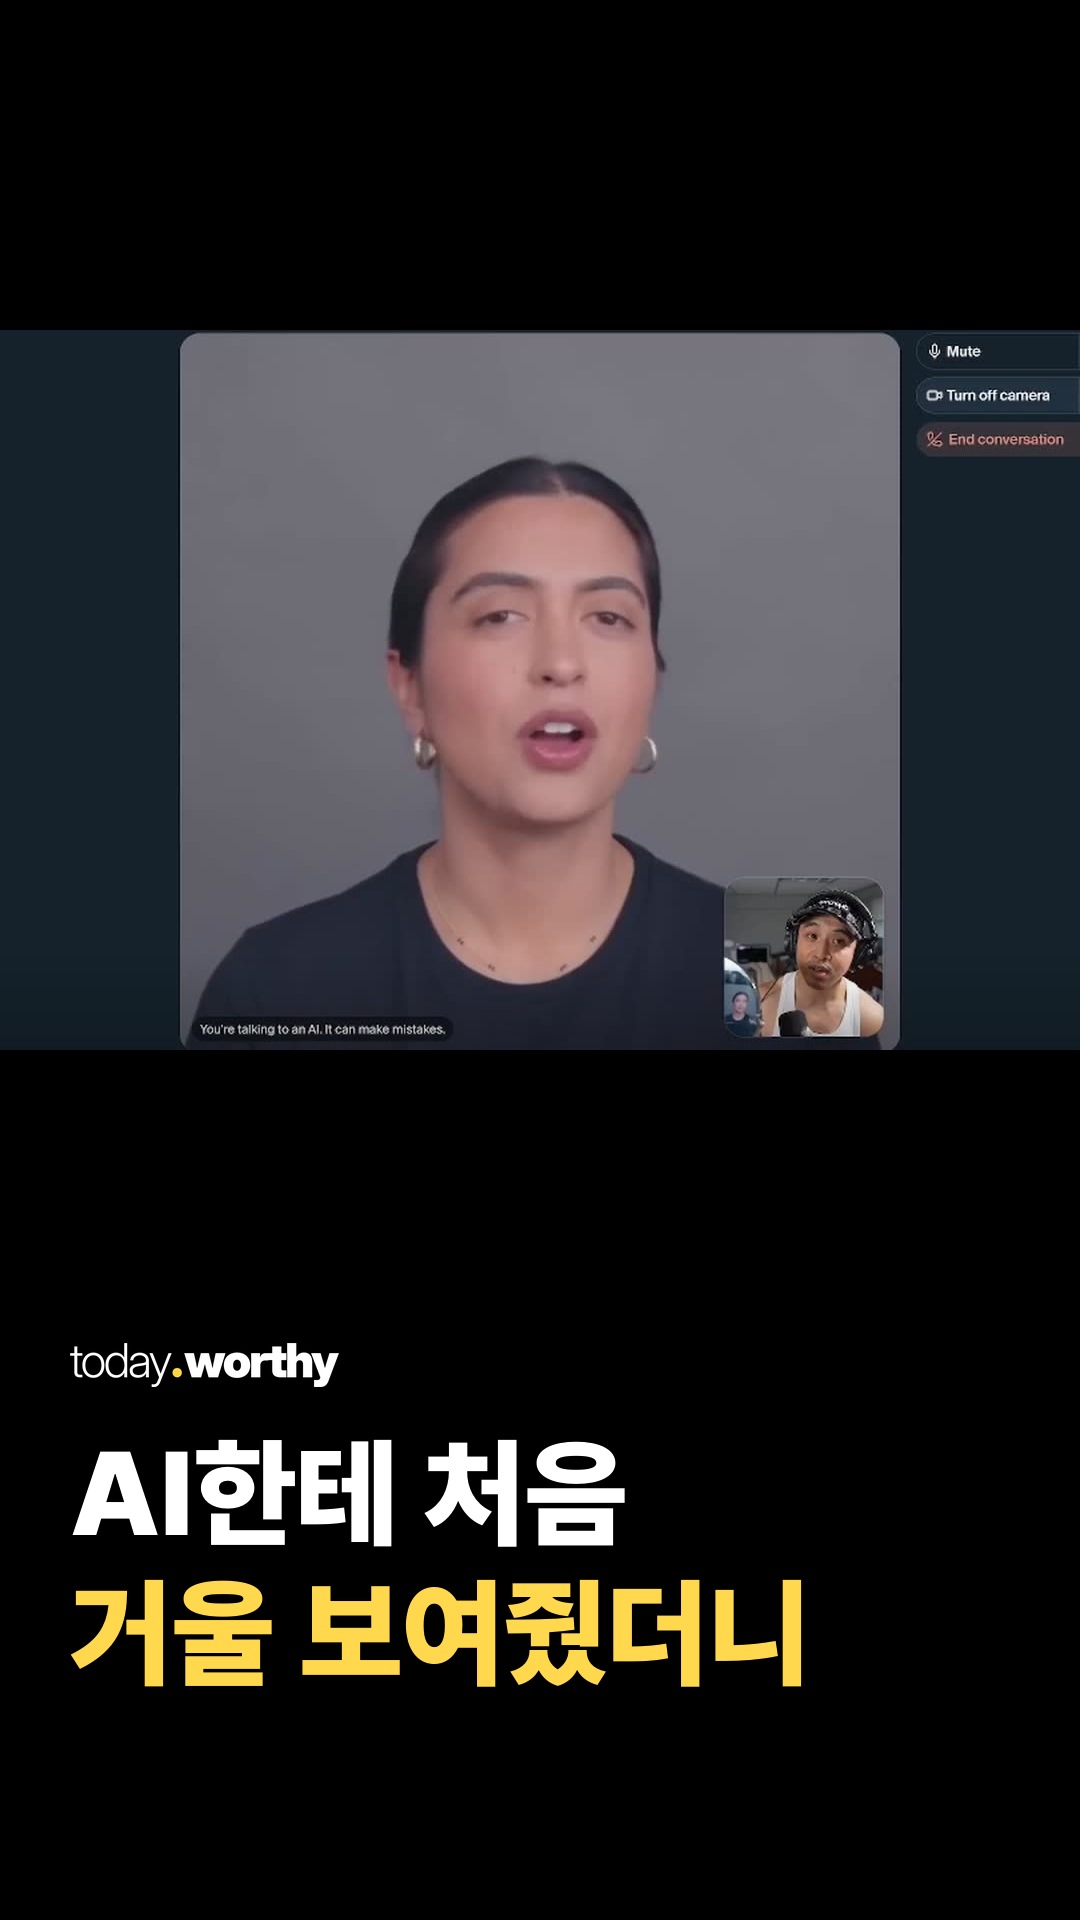 Mute
Turn off camera
End conversation
You're talking to an AI. It can make mistakes.
today.worthy
AI한테 처음
거울 보여줬더니